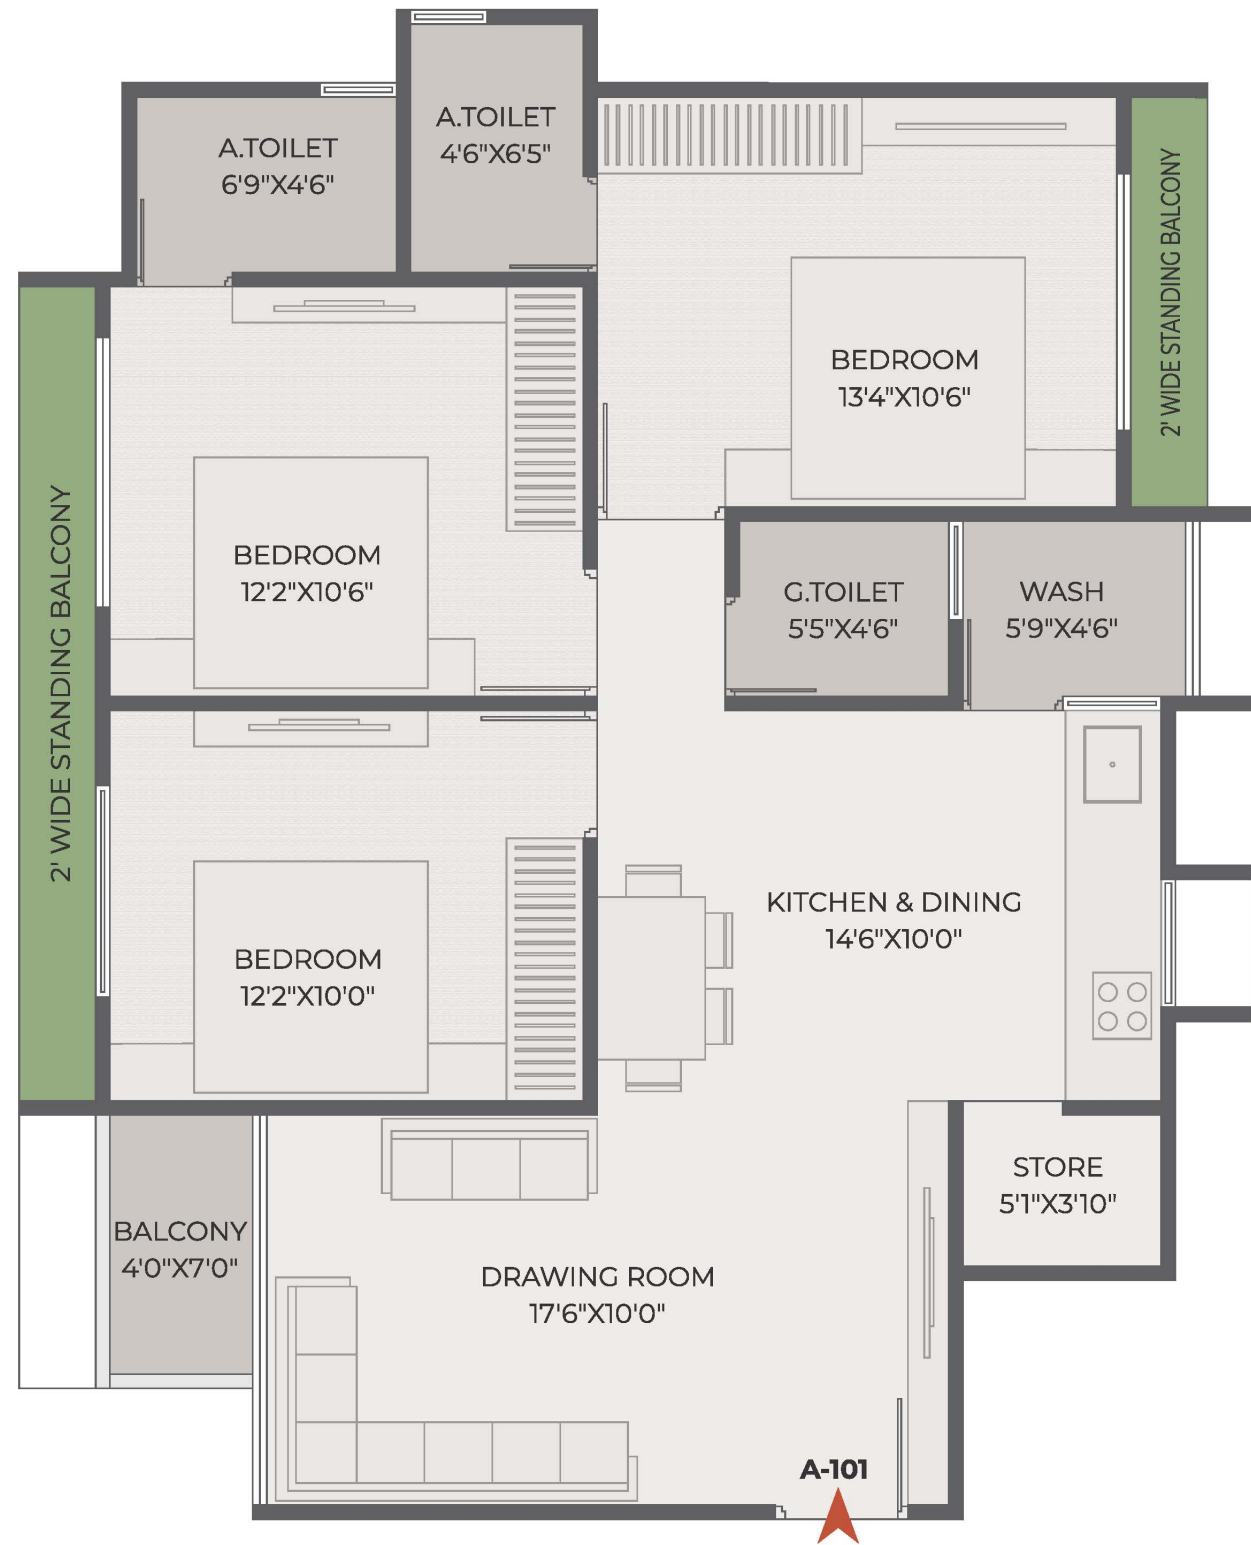 A.TOILET
6'9"X4'6"
A.TOILET
4'6"X6'5"
2' WIDE STANDING BALCONY
BEDROOM
13'4"X10'6"
BEDROOM
12'2"X10'6"
2' WIDE STANDING BALCONY
G.TOILET
5'5"X4'6"
WASH
5'9"X4'6"
KITCHEN & DINING
14'6"X10'0"
BEDROOM
12'2"X10'0"
STORE
5'1"X3'10"
BALCONY
4'0"X7'0"
DRAWING ROOM
17'6"X10'0"
A-101